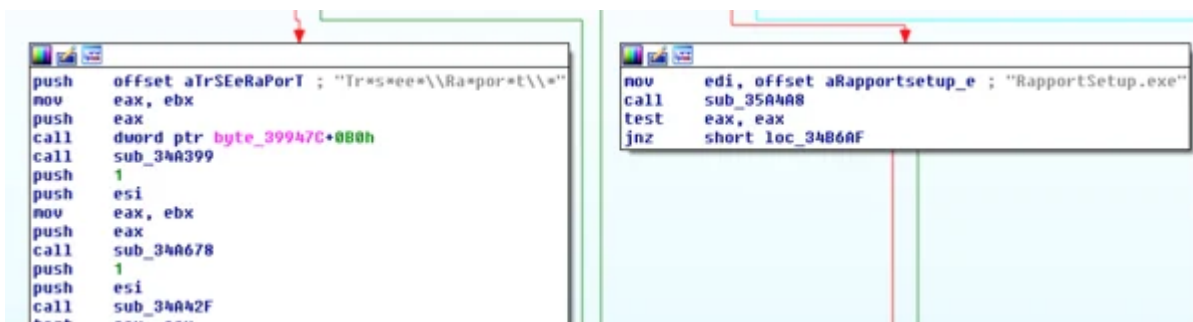 push offset aTrSEeRaPorT ; "Tr*s*ee*\\Ra*por*t\\*"
mov eax, ebx
push eax
call dword ptr byte_39947C+0B0h
call sub_34A399
push 1
push esi
mov eax, ebx
push eax
call sub_34A678
push 1
push esi
call sub_34A42F
mov edi, offset aRapportsetup_e ; "RapportSetup.exe"
call sub_35A4A8
test eax, eax
jnz short loc_34B6AF